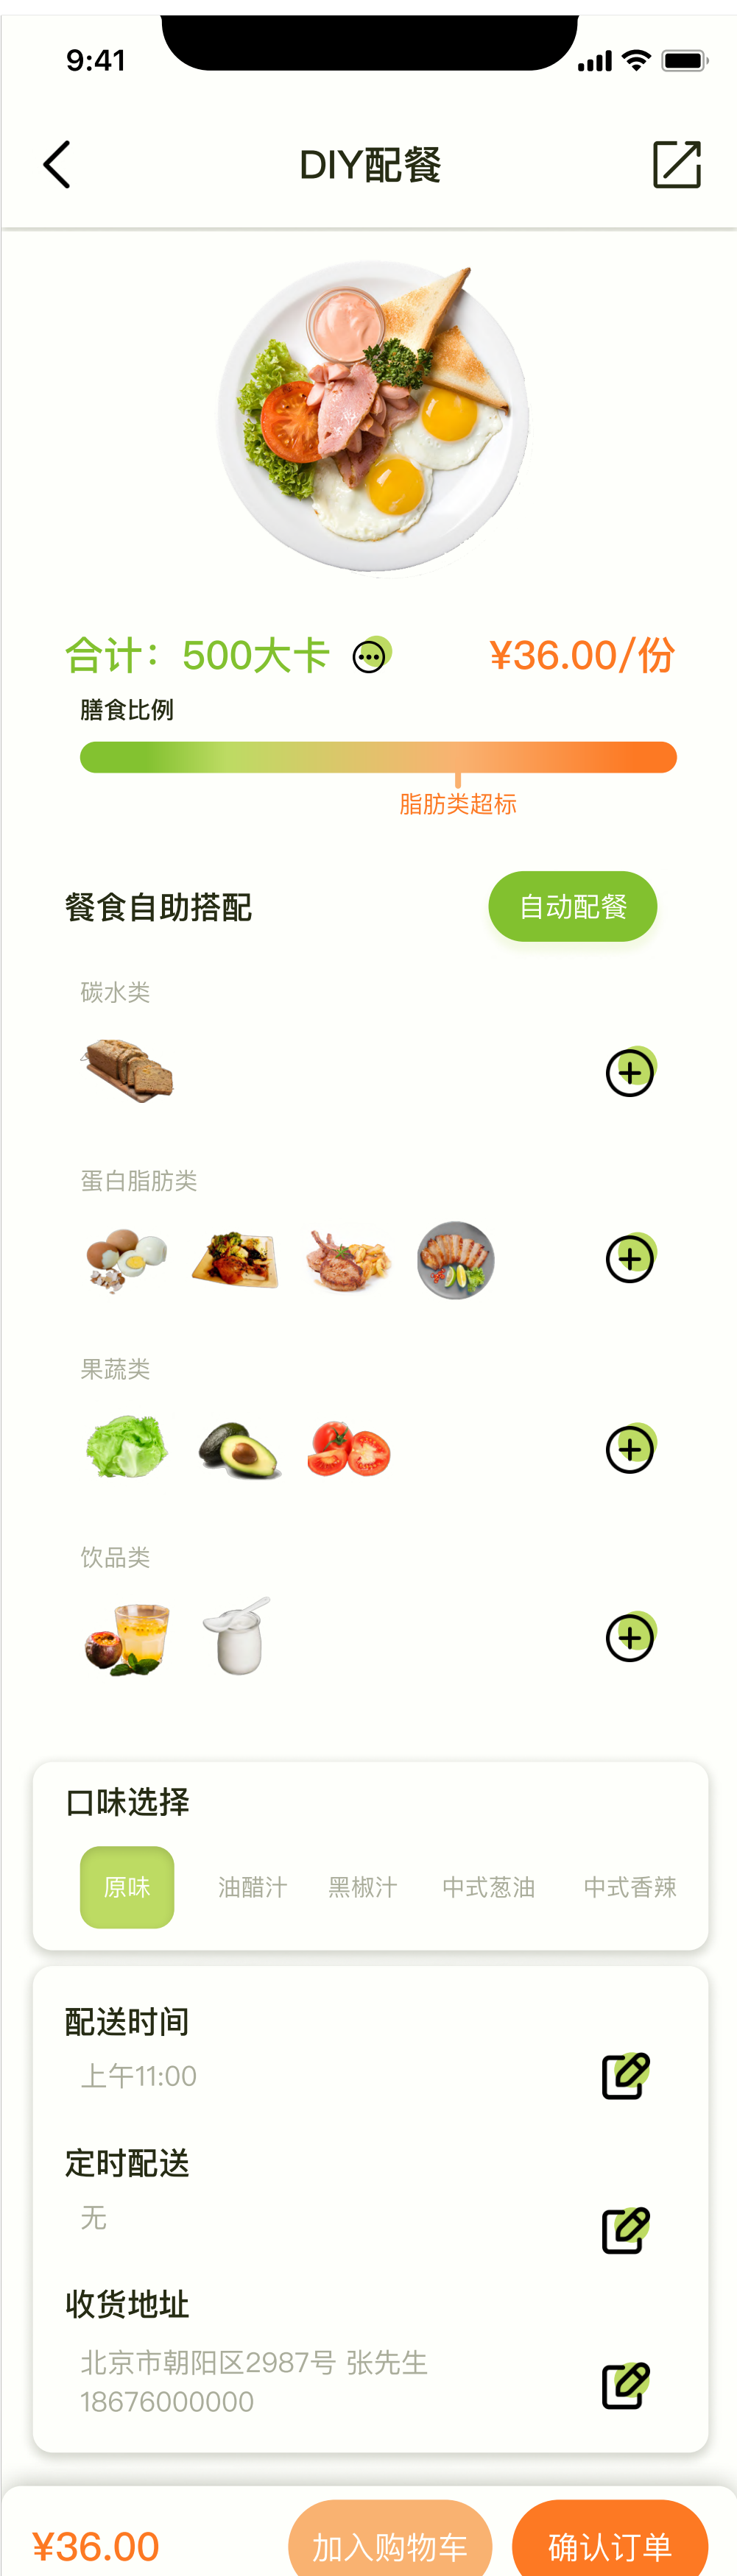 9:41
DIY配餐
合计：500大卡
¥36.00/份
膳食比例
脂肪类超标
餐食自助搭配
自动配餐
碳水类
蛋白脂肪类
果蔬类
饮品类
口味选择
原味 油醋汁 黑椒汁 中式葱油 中式香辣
配送时间
上午11:00
定时配送
无
收货地址
北京市朝阳区2987号 张先生
18676000000
¥36.00 加入购物车 确认订单